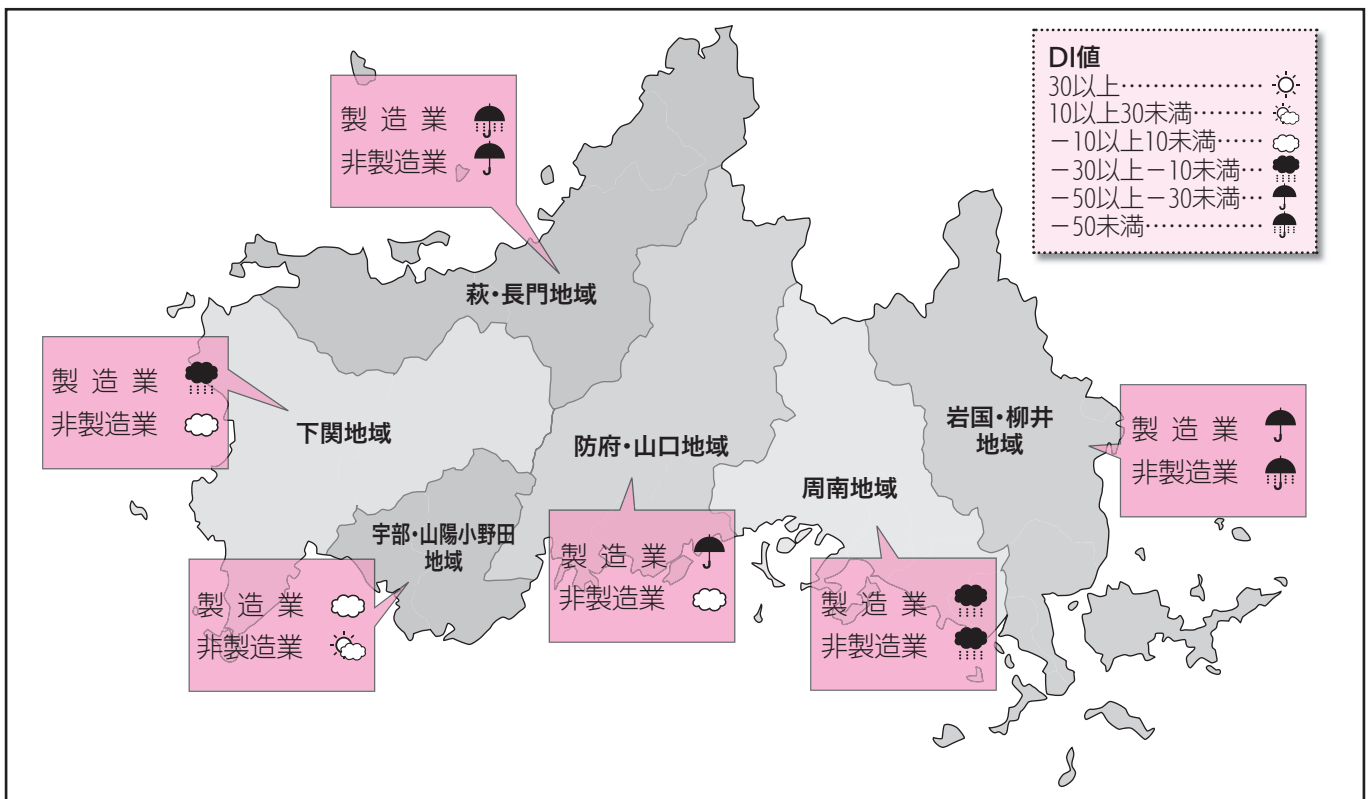 DI値
30以上………………
10以上30未満………
－10以上10未満……
－30以上－10未満…
－50以上－30未満…
－50未満……………
製造業
非製造業
萩・長門地域
製造業
非製造業
下関地域
防府・山口地域
岩国・柳井
地域
製造業
非製造業
周南地域
宇部・山陽小野田
地域
製造業
非製造業
製造業
非製造業
製造業
非製造業